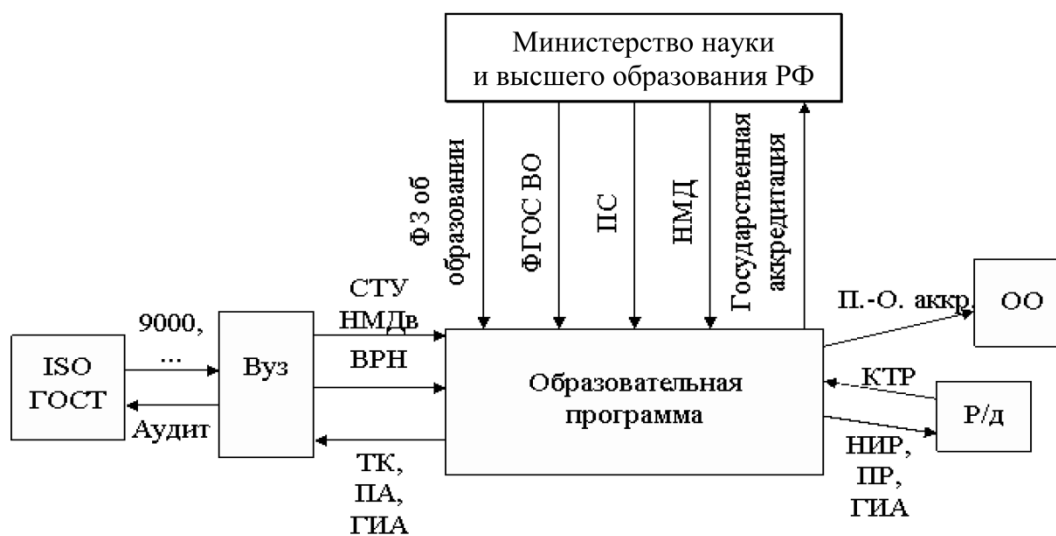 Министерство науки
и высшего образования РФ
ФЗ об
образовании
ФГОС ВО
ПС
НМД
Государственная
аккредитация
СТУ
НМДв
ВРН
9000,
...
ISO
ГОСТ
Аудит
Вуз
Образовательная
программа
ТК,
ПА,
ГИА
П.-О. аккр.
ОО
КТР
Р/д
НИР,
ПР,
ГИА